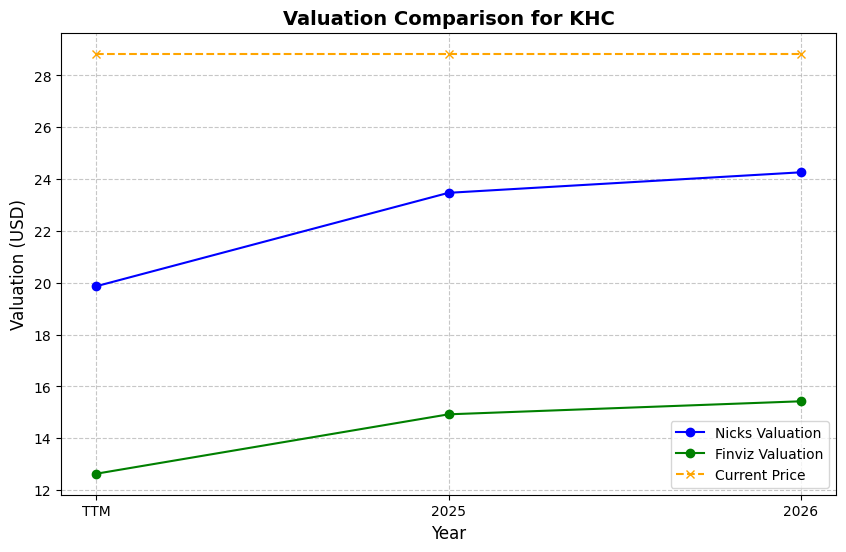 Valuation Comparison for KHC
Valuation (USD)
28
26
24
22
20
18
16
14
12
TTM
2025
2026
Year
Nicks Valuation
Finviz Valuation
Current Price